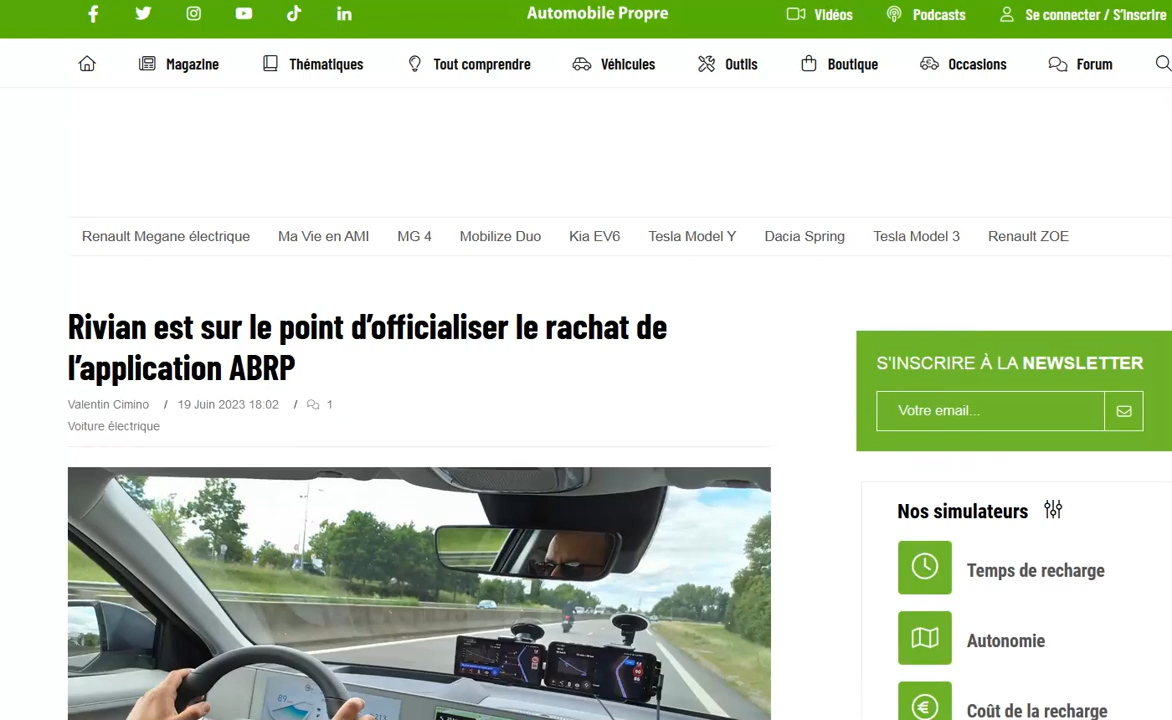 Automobile Propre
Vidéos
Podcasts
Se connecter / S'inscrire
Magazine
Thématiques
Tout comprendre
Véhicules
Outils
Boutique
Occasions
Forum
Renault Megane électrique
Ma Vie en AMI
MG 4
Mobilize Duo
Kia EV6
Tesla Model Y
Dacia Spring
Tesla Model 3
Renault ZOE
Rivian est sur le point d’officialiser le rachat de
l’application ABRP
Valentin Cimino / 19 Juin 2023 18:02 / 1
Voiture électrique
S'INSCRIRE À LA NEWSLETTER
Votre email...
Nos simulateurs
Temps de recharge
Autonomie
Coût de la recharge
89
213